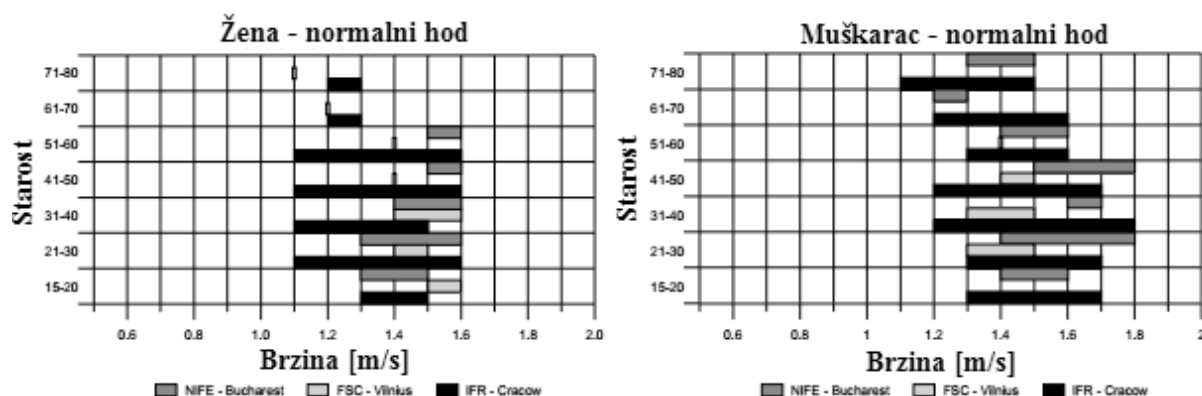 Žena - normalni hod
Starost
71-80
61-70
51-60
41-50
31-40
21-30
15-20
0.6 0.8 1.0 1.2 1.4 1.6 1.8 2.0
Brzina [m/s]
NIFE - Bucharest FSC - Vilnius IFR - Cracow
Muškarac - normalni hod
Starost
71-80
61-70
51-60
41-50
31-40
21-30
15-20
0.6 0.8 1 1.2 1.4 1.6 1.8 2
Brzina [m/s]
NIFE - Bucharest FSC - Vilnius IFR - Cracow